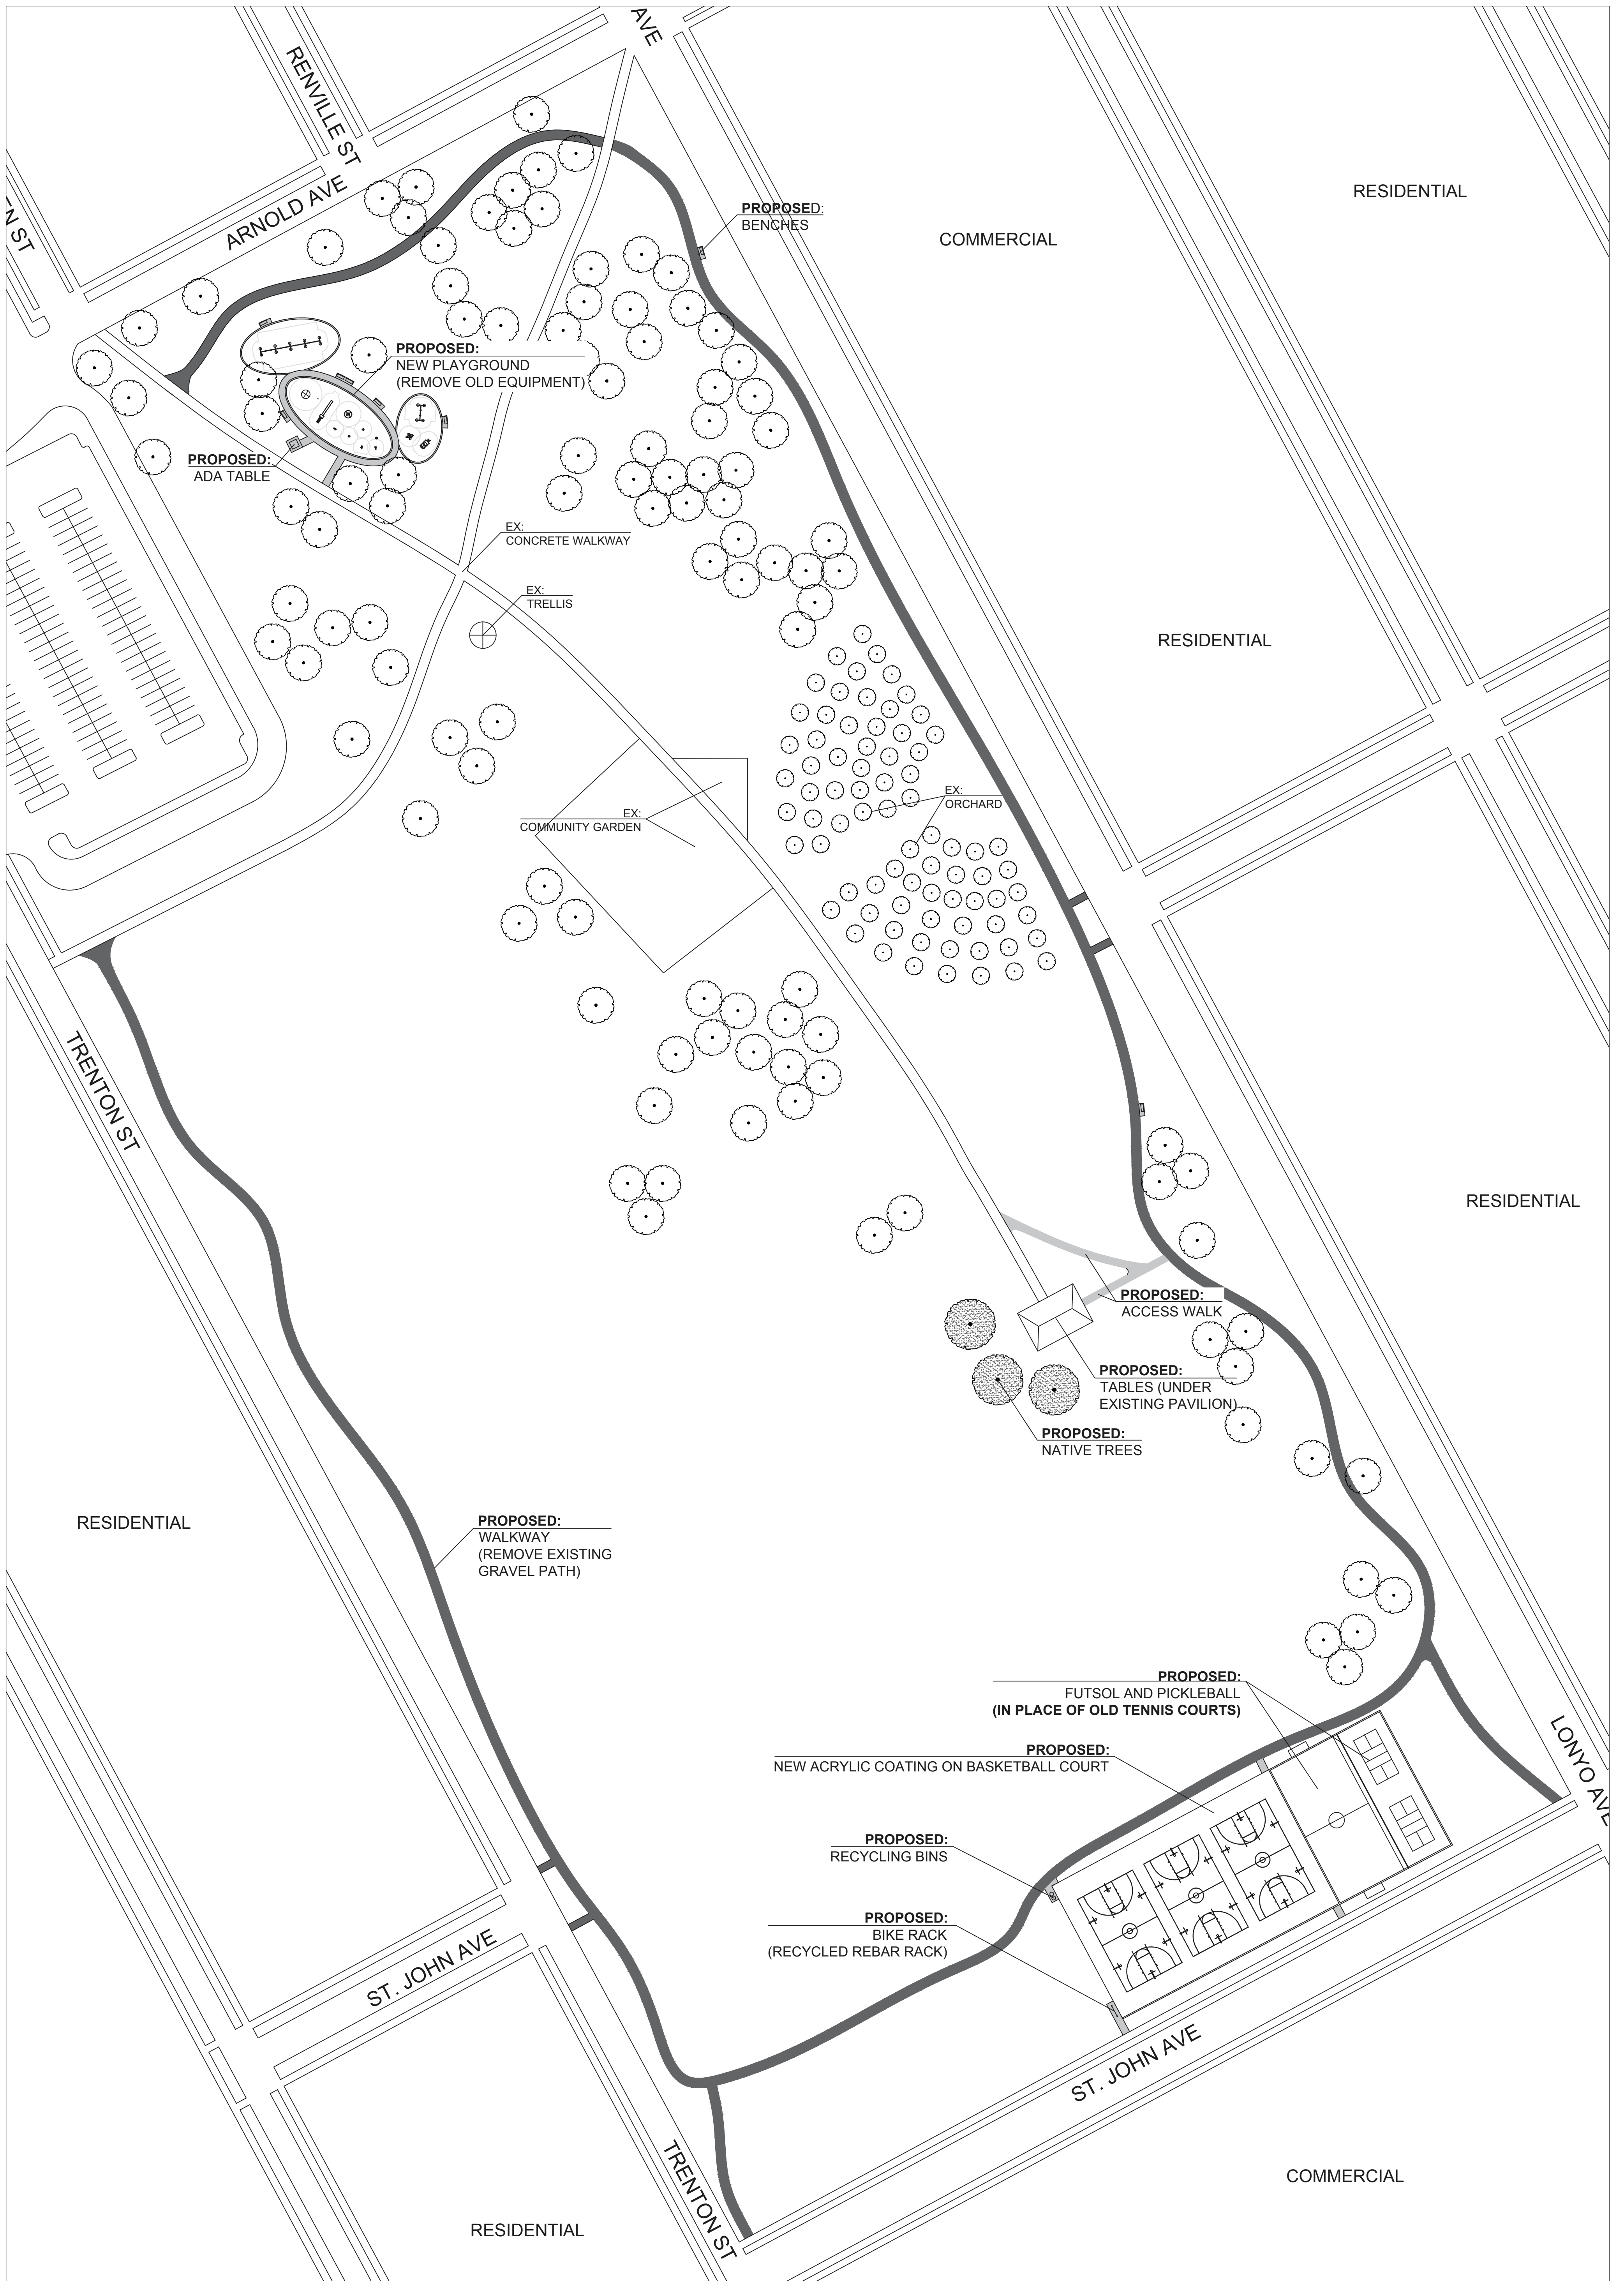 AVE
RENVILLE ST
ARNOLD AVE
EN ST
RESIDENTIAL
PROPOSED:
BENCHES
COMMERCIAL
PROPOSED:
NEW PLAYGROUND
(REMOVE OLD EQUIPMENT)
PROPOSED:
ADA TABLE
EX:
CONCRETE WALKWAY
EX:
TRELLIS
RESIDENTIAL
EX:
ORCHARD
EX:
COMMUNITY GARDEN
TRENTON ST
RESIDENTIAL
PROPOSED:
ACCESS WALK
PROPOSED:
TABLES (UNDER
EXISTING PAVILION)
PROPOSED:
NATIVE TREES
RESIDENTIAL
PROPOSED:
WALKWAY
(REMOVE EXISTING
GRAVEL PATH)
PROPOSED:
FUTSOL AND PICKLEBALL
(IN PLACE OF OLD TENNIS COURTS)
LONYO AVE
PROPOSED:
NEW ACRYLIC COATING ON BASKETBALL COURT
PROPOSED:
RECYCLING BINS
PROPOSED:
BIKE RACK
(RECYCLED REBAR RACK)
ST. JOHN AVE
ST. JOHN AVE
TRENTON ST
COMMERCIAL
RESIDENTIAL